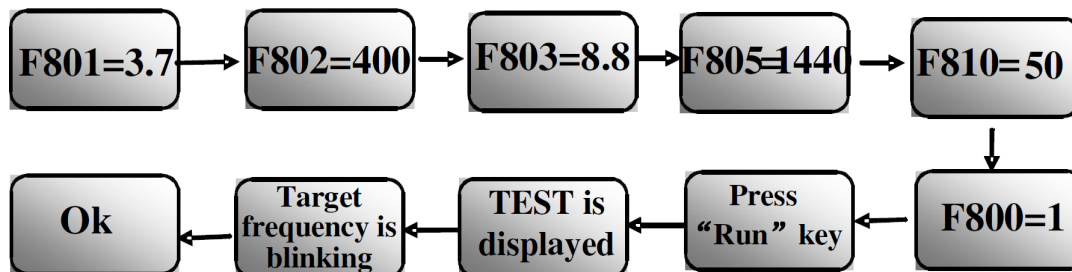 F801=3.7
F802=400
F803=8.8
F805=1440
F810=50
F800=1
Press
“Run” key
TEST is
displayed
Target
frequency is
blinking
Ok